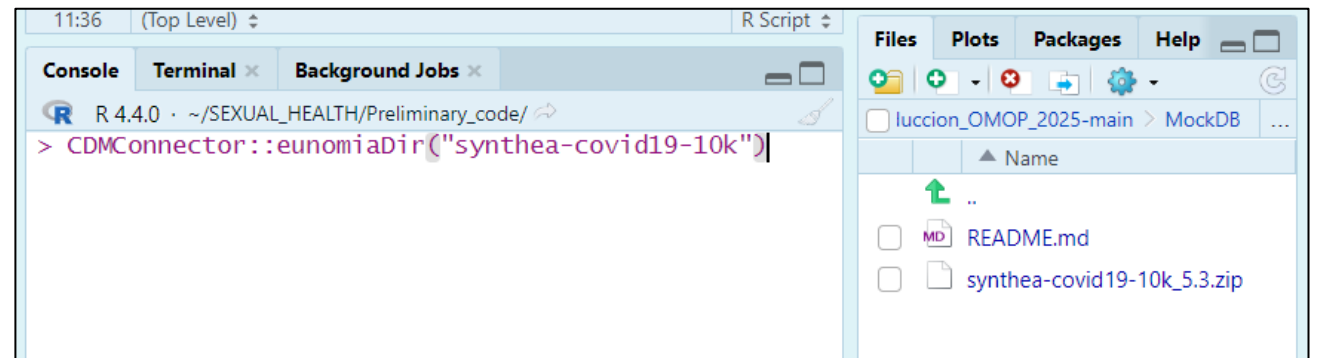 11:36 (Top Level) R Script
Console Terminal Background Jobs
R 4.4.0 · ~/SEXUAL_HEALTH/Preliminary_code/
> CDMConnector::eunomiaDir("synthea-covid19-10k")
Files Plots Packages Help
luccion_OMOP_2025-main > MockDB ...
Name
..
MD README.md
synthea-covid19-10k_5.3.zip